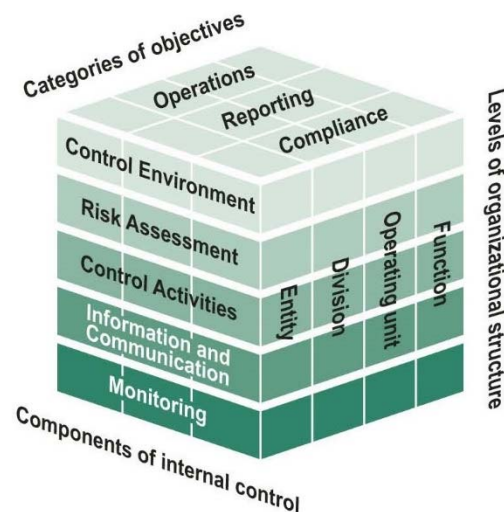 Categories of objectives
Operations
Reporting
Compliance
Control Environment
Risk Assessment
Control Activities
Information and
Communication
Monitoring
Components of internal control
Entity
Division
Operating unit
Function
Levels of organizational structure